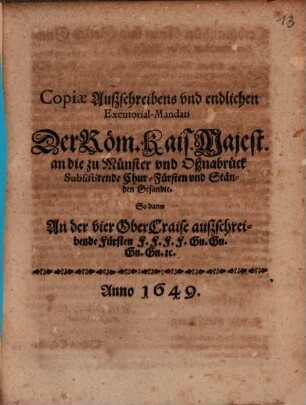 13
Copiæ Außschreibens vnd endlichen
Excutorial-Mandati
Der Röm. Kais. Majest.
an die zu Münster vnd Oßnabrück
Subsistirende Chur-Fürsten vnd Stän-
den Gesandte.
So dann
An der vier Ober Craise außschrei-
bende Fürsten F. F. F. F. Gn. Gn.
Gn. Gn. ꝛc.
Anno 1649.